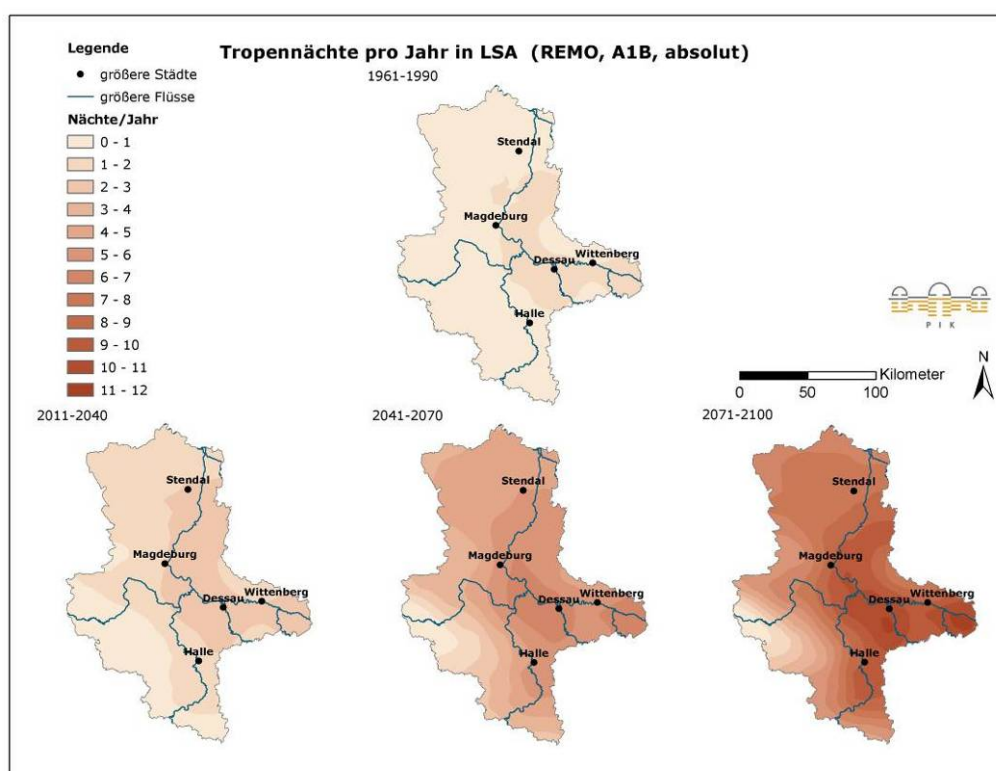 Tropennächte pro Jahr in LSA (REMO, A1B, absolut)
Legende
größere Städte
größere Flüsse
Nächte/Jahr
0 - 1
1 - 2
2 - 3
3 - 4
4 - 5
5 - 6
6 - 7
7 - 8
8 - 9
9 - 10
10 - 11
11 - 12
1961-1990
Stendal
Magdeburg
Dessau
Wittenberg
Halle
P I K
N
Kilometer
0 50 100
2011-2040
Stendal
Magdeburg
Dessau
Wittenberg
Halle
2041-2070
Stendal
Magdeburg
Dessau
Wittenberg
Halle
2071-2100
Stendal
Magdeburg
Dessau
Wittenberg
Halle